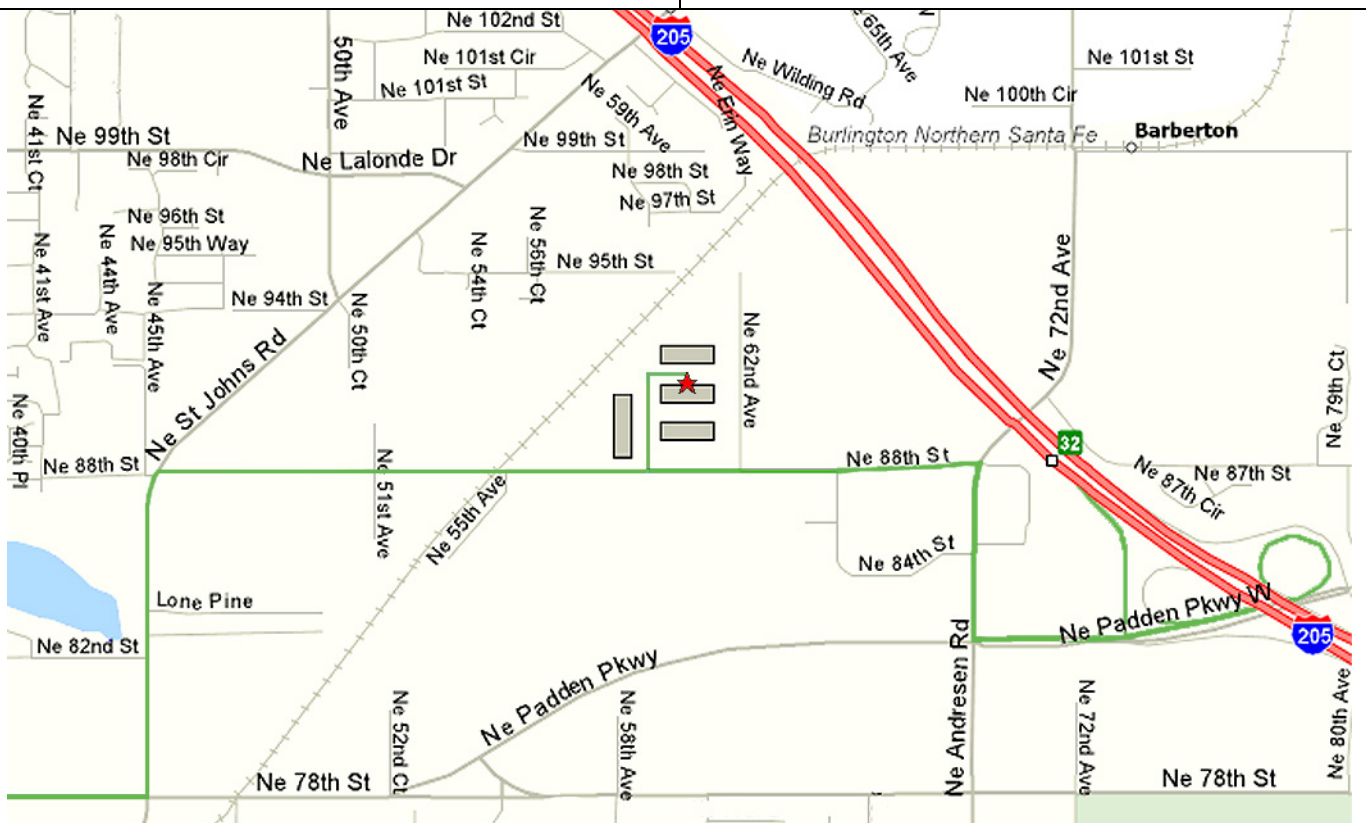 Ne 102nd St
205
50th Ave
Ne 101st Cir
Ne 65th Ave
Ne 101st St
Ne Wilding Rd
Ne 101st St
Ne 59th Ave
Ne Erin Way
Ne 100th Cir
Ne 41st Ct
Ne 99th St
Ne 99th St
Burlington Northern Santa Fe
Barberton
Ne 98th Cir
Ne Lalonde Dr
Ne 98th St
Ne 97th St
Ne 96th St
Ne 95th Way
Ne 41st Ave
Ne 44th Ave
Ne 54th Ct
Ne 56th Ct
Ne 95th St
Ne 72nd Ave
Ne 94th St
Ne 45th Ave
Ne 50th Ct
Ne 62nd Ave
Ne St Johns Rd
Ne 79th Ct
Ne 40th Pl
Ne 88th St
Ne 51st Ave
Ne 55th Ave
Ne 88th St
32
Ne 87th Cir
Ne 87th St
Ne 84th St
Lone Pine
Ne 82nd St
Ne Padden Pkwy W
205
Ne Padden Pkwy
Ne Andresen Rd
Ne 52nd Ct
Ne 58th Ave
Ne 72nd Ave
Ne 80th Ave
Ne 78th St
Ne 78th St